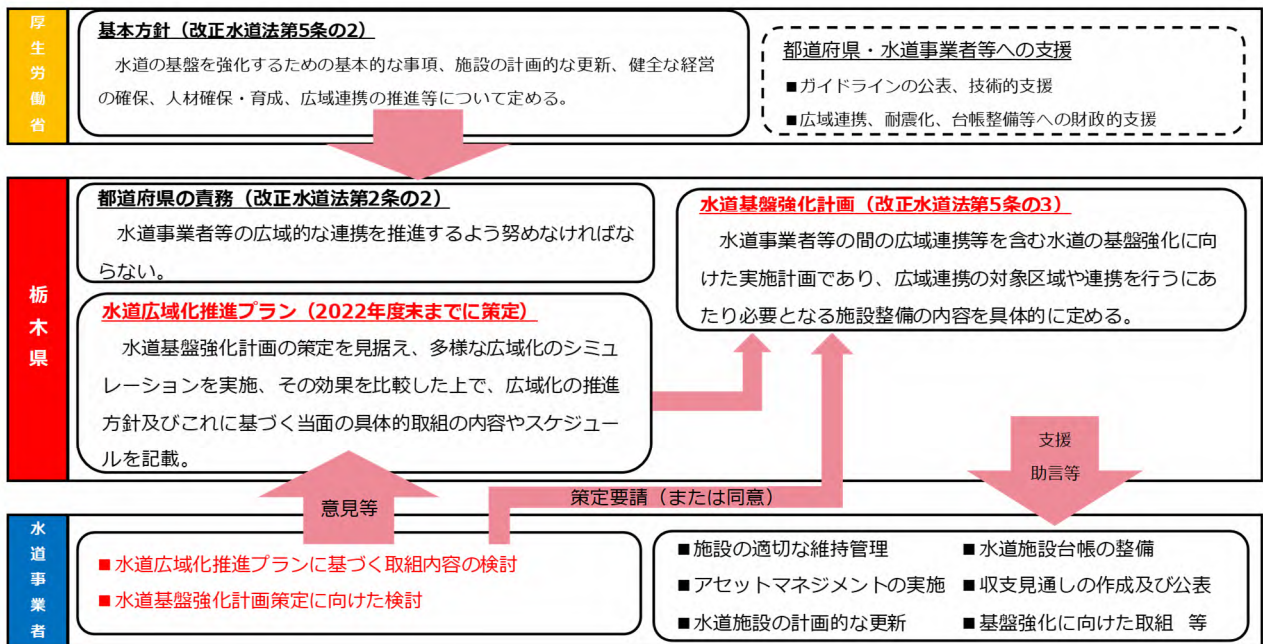 厚生労働省
基本方針（改正水道法第5条の2）
水道の基盤を強化するための基本的な事項、施設の計画的な更新、健全な経営
の確保、人材確保・育成、広域連携の推進等について定める。
都道府県・水道事業者等への支援
■ガイドラインの公表、技術的支援
■広域連携、耐震化、台帳整備等への財政的支援
栃木県
都道府県の責務（改正水道法第2条の2）
水道事業者等の広域的な連携を推進するよう努めなければな
らない。
水道広域化推進プラン（2022年度末までに策定）
水道基盤強化計画の策定を見据え、多様な広域化のシミュ
レーションを実施、その効果を比較した上で、広域化の推進
方針及びこれに基づく当面の具体的取組の内容やスケジュー
ルを記載。
水道基盤強化計画（改正水道法第5条の3）
水道事業者等の間の広域連携等を含む水道の基盤強化に向
けた実施計画であり、広域連携の対象区域や連携を行うにあ
たり必要となる施設整備の内容を具体的に定める。
支援
助言等
意見等
策定要請（または同意）
水道事業者
■水道広域化推進プランに基づく取組内容の検討
■水道基盤強化計画策定に向けた検討
■施設の適切な維持管理
■アセットマネジメントの実施
■水道施設の計画的な更新
■水道施設台帳の整備
■収支見通しの作成及び公表
■基盤強化に向けた取組 等